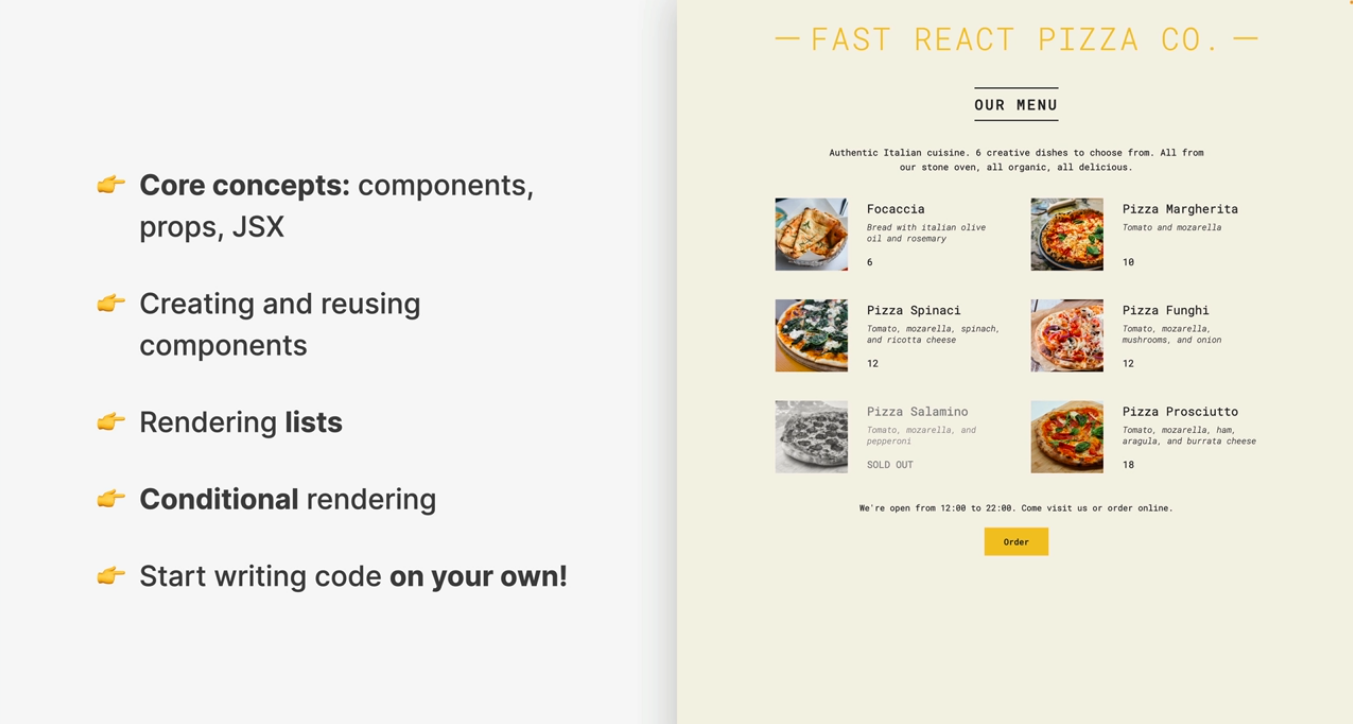 Core concepts: components,
props, JSX
Creating and reusing
components
Rendering lists
Conditional rendering
Start writing code on your own!
— FAST REACT PIZZA CO. —
OUR MENU
Authentic Italian cuisine. 6 creative dishes to choose from. All from
our stone oven, all organic, all delicious.
Focaccia
Bread with italian olive
oil and rosemary
6
Pizza Margherita
Tomato and mozarella
10
Pizza Spinaci
Tomato, mozarella, spinach,
and ricotta cheese
12
Pizza Funghi
Tomato, mozarella,
mushrooms, and onion
12
Pizza Salamino
Tomato, mozarella, and
pepperoni
SOLD OUT
Pizza Prosciutto
Tomato, mozarella, ham,
aragula, and burrata cheese
18
We're open from 12:00 to 22:00. Come visit us or order online.
Order